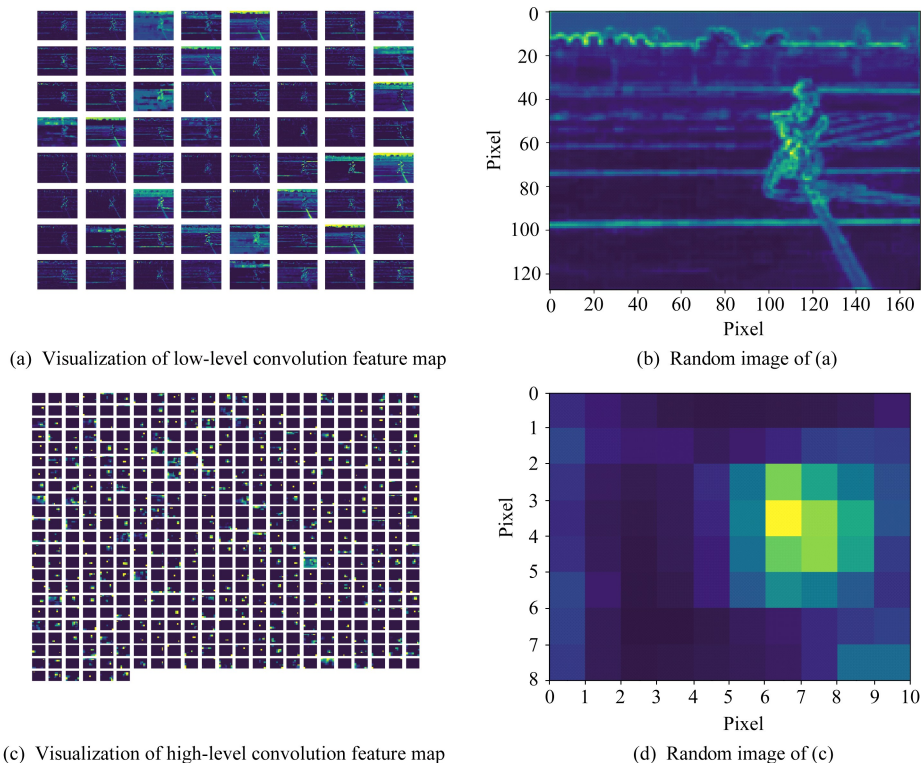 0
20
40
60
80
100
120
Pixel
0 20 40 60 80 100 120 140 160
Pixel
(a) Visualization of low-level convolution feature map
(b) Random image of (a)
0
1
2
3
4
5
6
7
8
Pixel
0 1 2 3 4 5 6 7 8 9 10
Pixel
(c) Visualization of high-level convolution feature map
(d) Random image of (c)